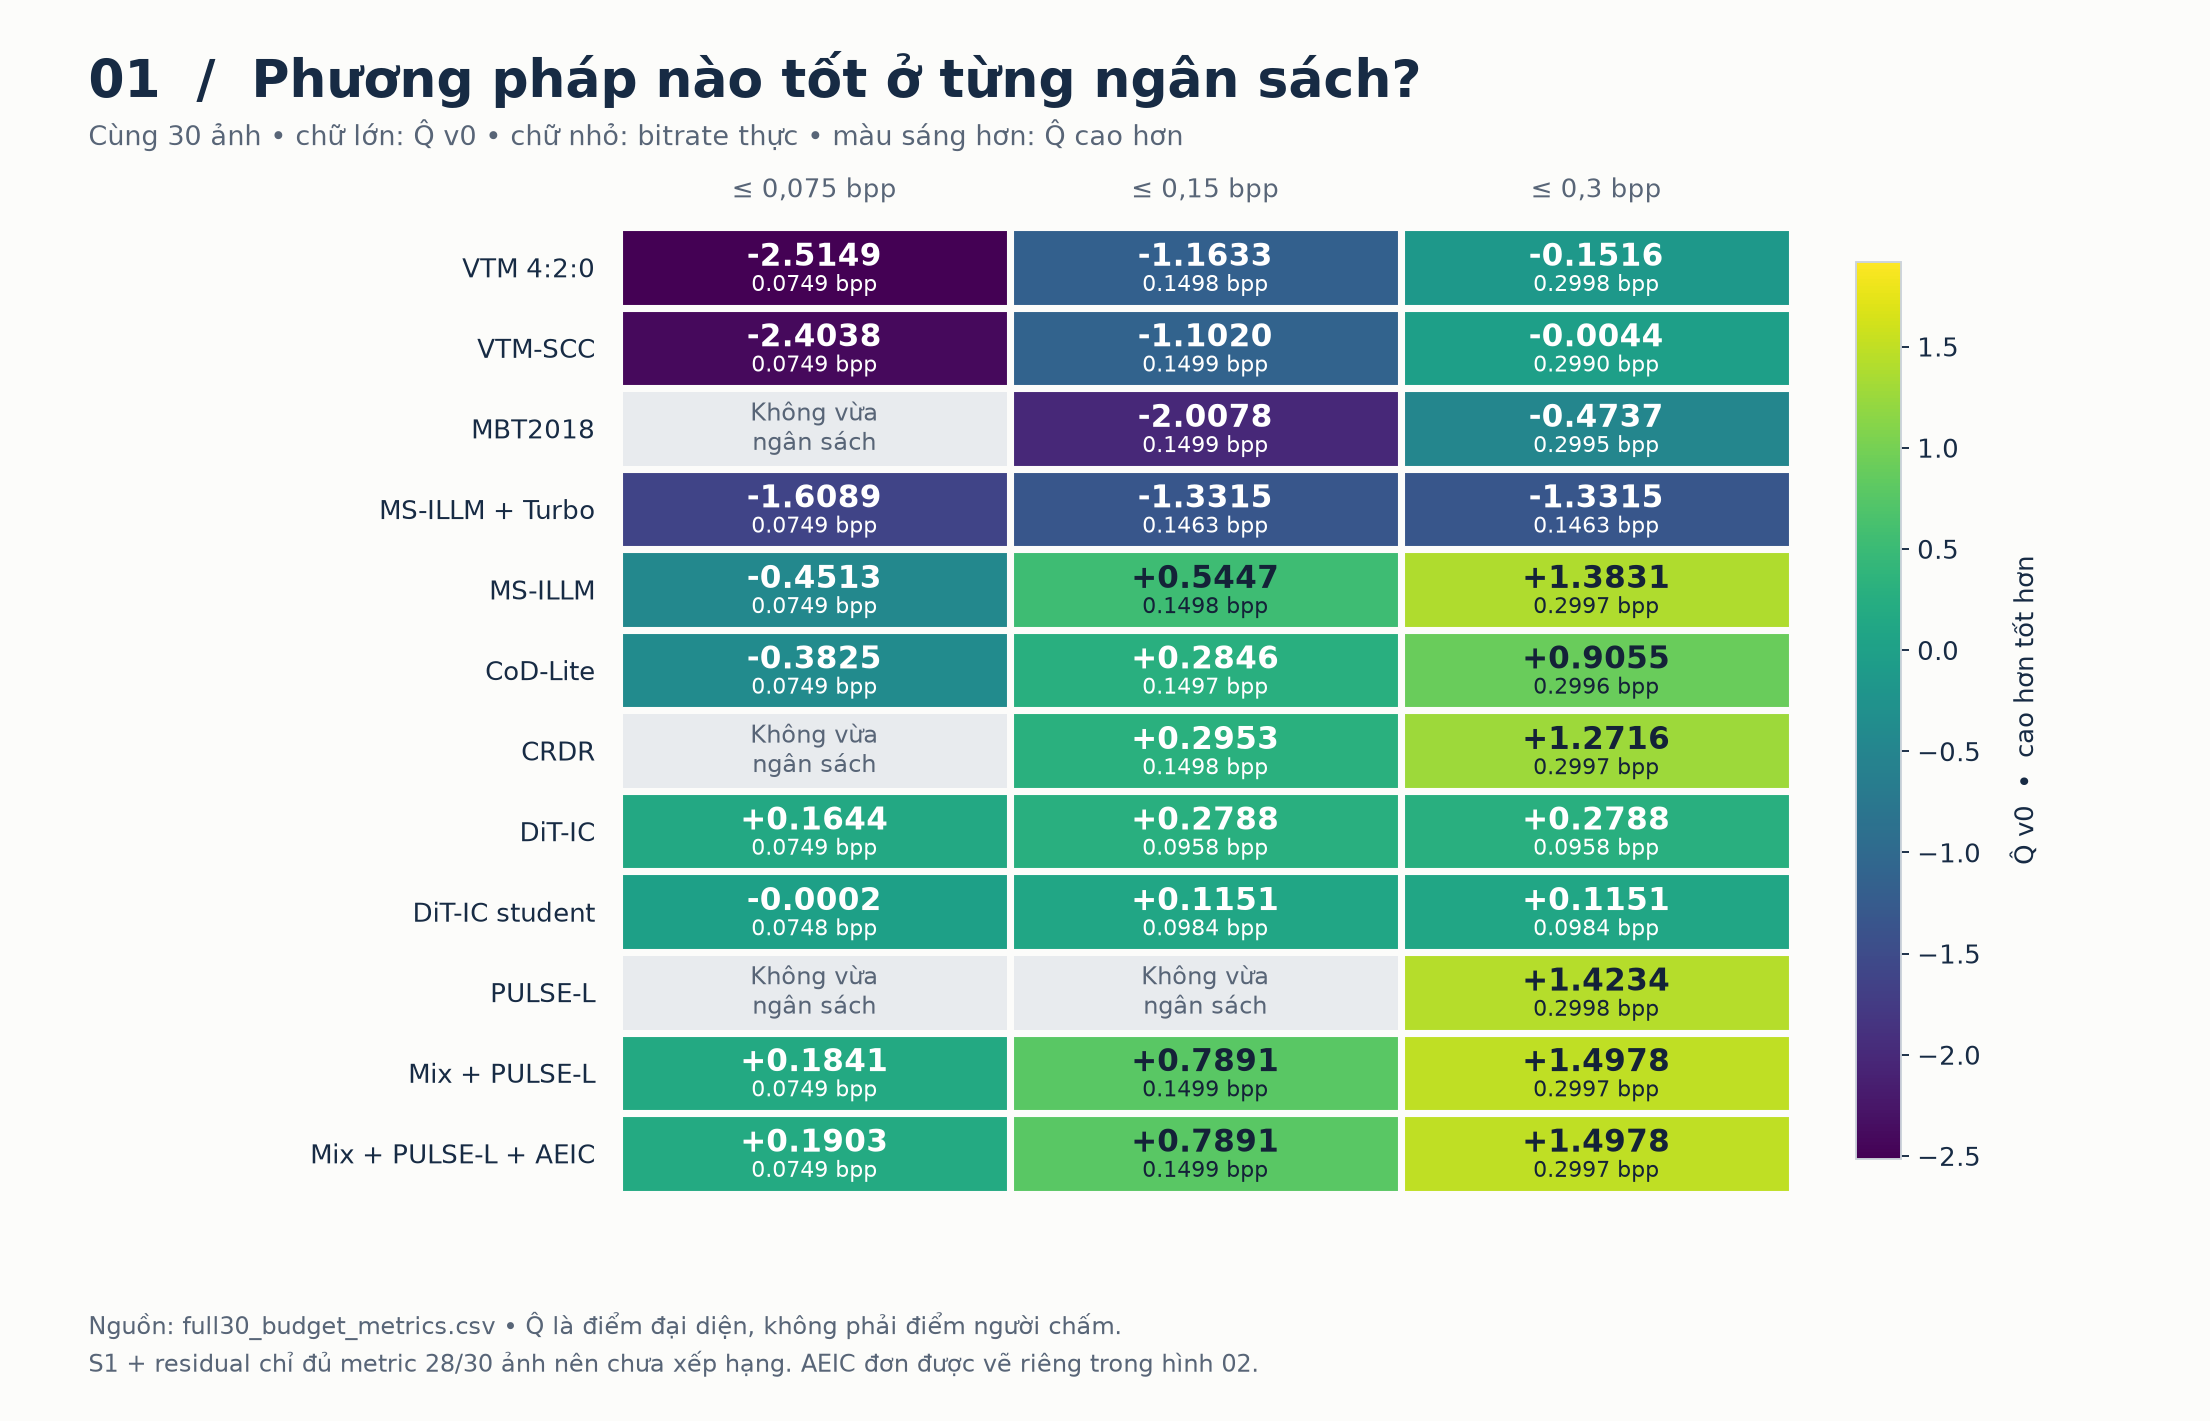 01 / Phương pháp nào tốt ở từng ngân sách?
Cùng 30 ảnh • chữ lớn: Q̂ v0 • chữ nhỏ: bitrate thực • màu sáng hơn: Q̂ cao hơn
≤ 0,075 bpp ≤ 0,15 bpp ≤ 0,3 bpp
VTM 4:2:0
-2.5149 -1.1633 -0.1516
0.0749 bpp 0.1498 bpp 0.2998 bpp
VTM-SCC
-2.4038 -1.1020 -0.0044
0.0749 bpp 0.1499 bpp 0.2990 bpp
MBT2018
Không vừa
ngân sách
-2.0078 -0.4737
0.1499 bpp 0.2995 bpp
MS-ILLM + Turbo
-1.6089 -1.3315 -1.3315
0.0749 bpp 0.1463 bpp 0.1463 bpp
MS-ILLM
-0.4513 +0.5447 +1.3831
0.0749 bpp 0.1498 bpp 0.2997 bpp
CoD-Lite
-0.3825 +0.2846 +0.9055
0.0749 bpp 0.1497 bpp 0.2996 bpp
CRDR
Không vừa
ngân sách
+0.2953 +1.2716
0.1498 bpp 0.2997 bpp
DiT-IC
+0.1644 +0.2788 +0.2788
0.0749 bpp 0.0958 bpp 0.0958 bpp
DiT-IC student
-0.0002 +0.1151 +0.1151
0.0748 bpp 0.0984 bpp 0.0984 bpp
PULSE-L
Không vừa
ngân sách
Không vừa
ngân sách
+1.4234
0.2998 bpp
Mix + PULSE-L
+0.1841 +0.7891 +1.4978
0.0749 bpp 0.1499 bpp 0.2997 bpp
Mix + PULSE-L + AEIC
+0.1903 +0.7891 +1.4978
0.0749 bpp 0.1499 bpp 0.2997 bpp
1.5
1.0
0.5
0.0
−0.5
−1.0
−1.5
−2.0
−2.5
Q̂ v0 • cao hơn tốt hơn
Nguồn: full30_budget_metrics.csv • Q̂ là điểm đại diện, không phải điểm người chấm.
S1 + residual chỉ đủ metric 28/30 ảnh nên chưa xếp hạng. AEIC đơn được vẽ riêng trong hình 02.